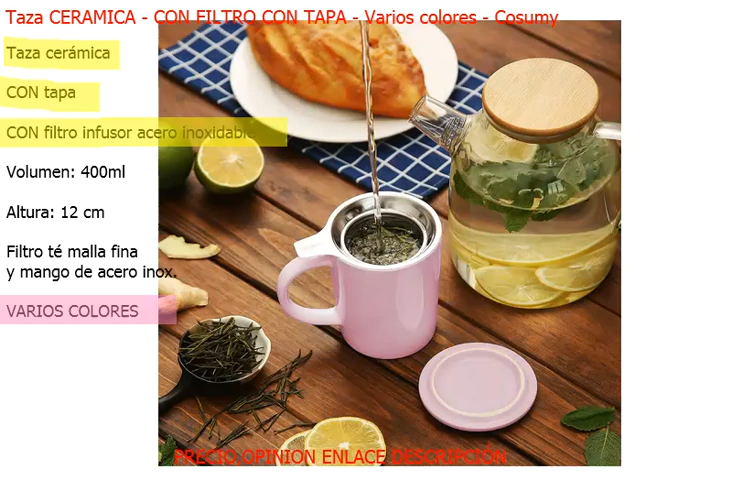 Taza CERAMICA - CON FILTRO CON TAPA - Varios colores - Cosumy
Taza cerámica
CON tapa
CON filtro infusor acero inoxidable
Volumen: 400ml
Altura: 12 cm
Filtro té malla fina
y mango de acero inox.
VARIOS COLORES
PRECIO OPINION ENLACE DESCRIPCIÓN